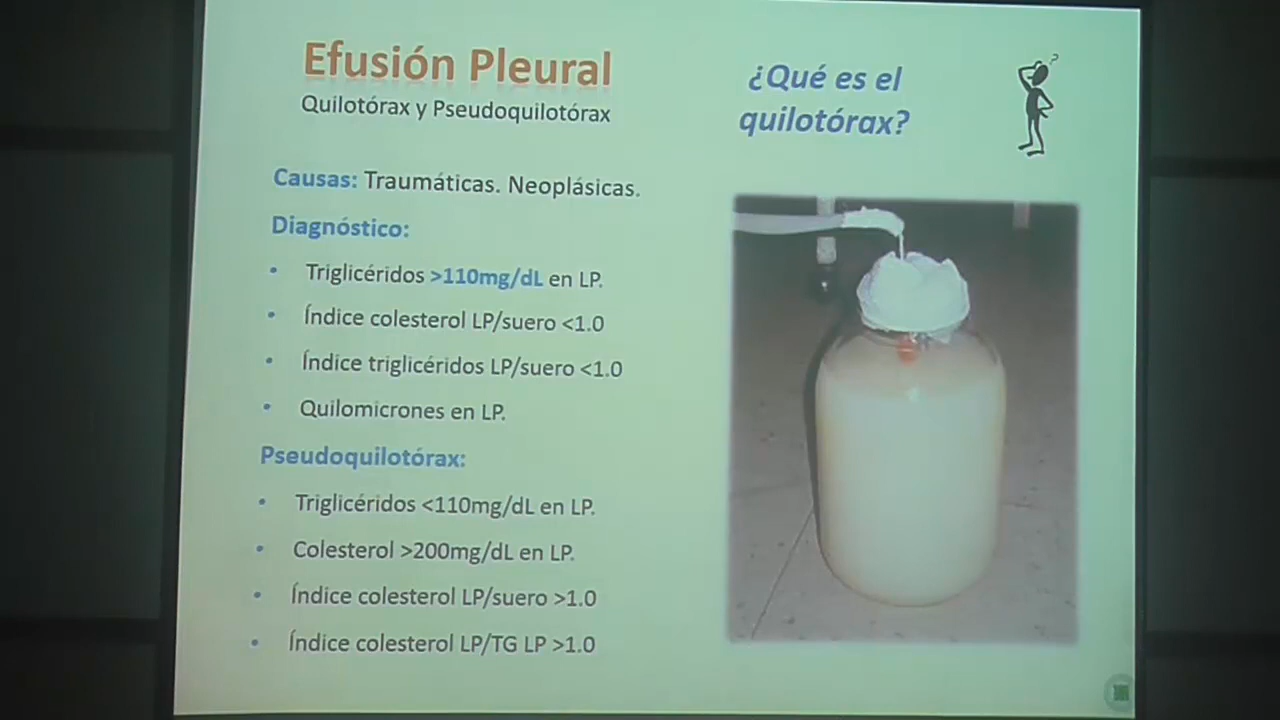 Efusión Pleural
Quilotórax y Pseudoquilotórax
¿Qué es el
quilotórax?
?
Causas: Traumáticas. Neoplásicas.
Diagnóstico:
• Triglicéridos >110mg/dL en LP.
• Índice colesterol LP/suero <1.0
• Índice triglicéridos LP/suero <1.0
• Quilomicrones en LP.
Pseudoquilotórax:
• Triglicéridos <110mg/dL en LP.
• Colesterol >200mg/dL en LP.
• Índice colesterol LP/suero >1.0
• Índice colesterol LP/TG LP >1.0